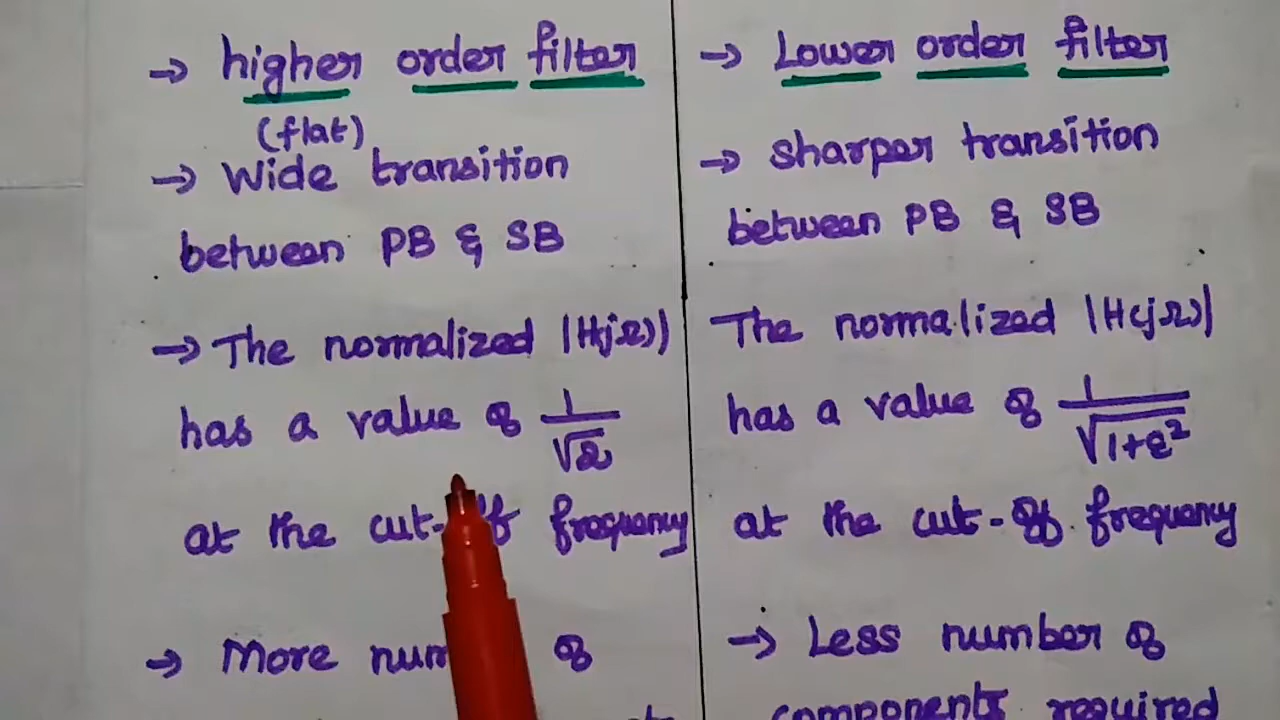 → higher order filter
(flat)
→ Wide transition
between PB & SB
→ The normalized |H(jΩ)|
has a value of 1/√2
at the cut-off frequency
→ More of
→ Lower order filter
→ sharper transition
between PB & SB
The normalized |H(jΩ)|
has a value of 1/√(1+ε²)
at the cut-off frequency
→ Less number of
components required